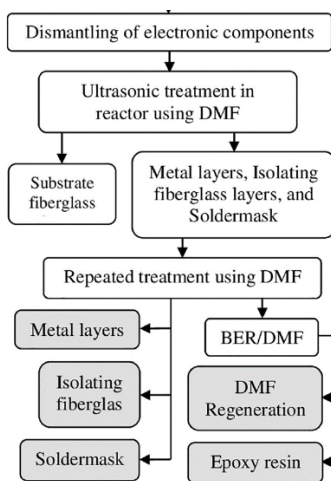 Dismantling of electronic components
Ultrasonic treatment in
reactor using DMF
Substrate
fiberglass
Metal layers, Isolating
fiberglass layers, and
Soldermask
Repeated treatment using DMF
Metal layers
BER/DMF
Isolating
fiberglas
DMF
Regeneration
Soldermask
Epoxy resin